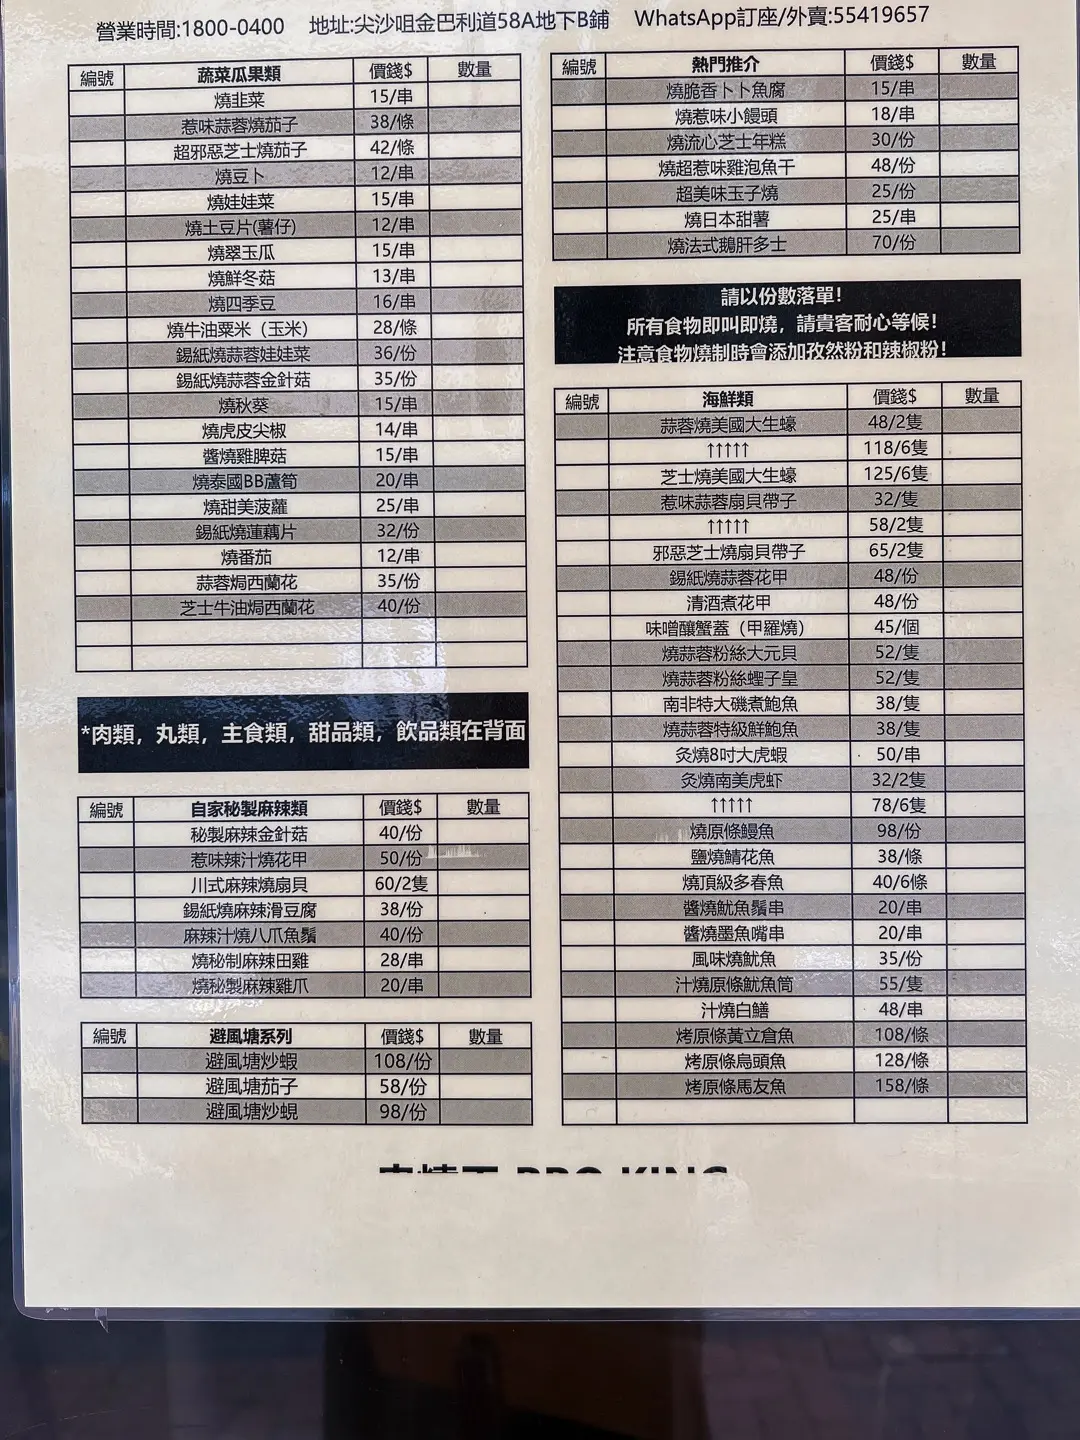 營業時間:1800-0400 地址:尖沙咀金巴利道58A地下B鋪 WhatsApp訂座/外賣:55419657
編號 蔬菜瓜果類 價錢$ 數量
燒韭菜 15/串
惹味蒜蓉燒茄子 38/條
超邪惡芝士燒茄子 42/條
燒豆卜 12/串
燒娃娃菜 15/串
燒土豆片(薯仔) 12/串
燒翠玉瓜 15/串
燒鮮冬菇 13/串
燒四季豆 16/串
燒牛油粟米（玉米） 28/條
錫紙燒蒜蓉娃娃菜 36/份
錫紙燒蒜蓉金針菇 35/份
燒秋葵 15/串
燒虎皮尖椒 14/串
醬燒雞脾菇 15/串
燒泰國BB蘆筍 20/串
燒甜美菠蘿 25/串
錫紙燒蓮藕片 32/份
燒番茄 12/串
蒜蓉焗西蘭花 35/份
芝士牛油焗西蘭花 40/份
*肉類，丸類，主食類，甜品類，飲品類在背面
編號 自家秘製麻辣類 價錢$ 數量
秘製麻辣金針菇 40/份
惹味辣汁燒花甲 50/份
川式麻辣燒扇貝 60/2隻
錫紙燒麻辣滑豆腐 38/份
麻辣汁燒八爪魚鬚 40/份
燒秘制麻辣田雞 28/串
燒秘製麻辣雞爪 20/串
編號 避風塘系列 價錢$ 數量
避風塘炒蝦 108/份
避風塘茄子 58/份
避風塘炒蜆 98/份
編號 熱門推介 價錢$ 數量
燒脆香卜卜魚腐 15/串
燒惹味小饅頭 18/串
燒流心芝士年糕 30/份
燒超惹味雞泡魚干 48/份
超美味玉子燒 25/份
燒日本甜薯 25/串
燒法式鵝肝多士 70/份
請以份數落單！
所有食物即叫即燒，請貴客耐心等候！
注意食物燒制時會添加孜然粉和辣椒粉！
編號 海鮮類 價錢$ 數量
蒜蓉燒美國大生蠔 48/2隻
↑↑↑↑↑ 118/6隻
芝士燒美國大生蠔 125/6隻
惹味蒜蓉扇貝帶子 32/隻
↑↑↑↑↑ 58/2隻
邪惡芝士燒扇貝帶子 65/2隻
錫紙燒蒜蓉花甲 48/份
清酒煮花甲 48/份
味噌釀蟹蓋（甲羅燒） 45/個
燒蒜蓉粉絲大元貝 52/隻
燒蒜蓉粉絲蟶子皇 52/隻
南非特大磯煮鮑魚 38/隻
燒蒜蓉特級鮮鮑魚 38/隻
炙燒8吋大虎蝦 50/串
炙燒南美虎虾 32/2隻
↑↑↑↑↑ 78/6隻
燒原條鰻魚 98/份
鹽燒鯖花魚 38/條
燒頂級多春魚 40/6條
醬燒魷魚鬚串 20/串
醬燒墨魚嘴串 20/串
風味燒魷魚 35/份
汁燒原條魷魚筒 55/隻
汁燒白鱔 48/串
烤原條黃立倉魚 108/條
烤原條烏頭魚 128/條
烤原條馬友魚 158/條